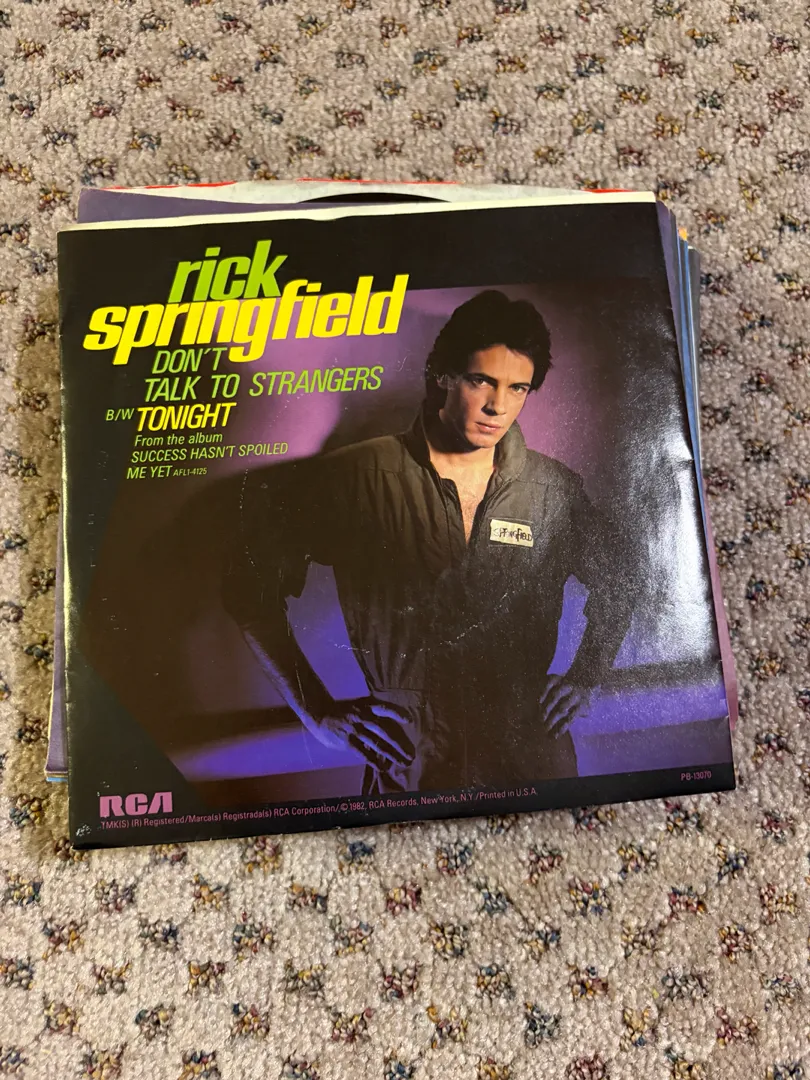 rick
springfield
DON'T
TALK TO STRANGERS
B/W TONIGHT
From the album
SUCCESS HASN'T SPOILED
ME YET AFL1-4125
SPRINGFIELD
PB-13070
RCA
TMK(S) (R) Registered/Marca(s) Registrada(s) RCA Corporation/© 1982, RCA Records, New York, N.Y./Printed in U.S.A.